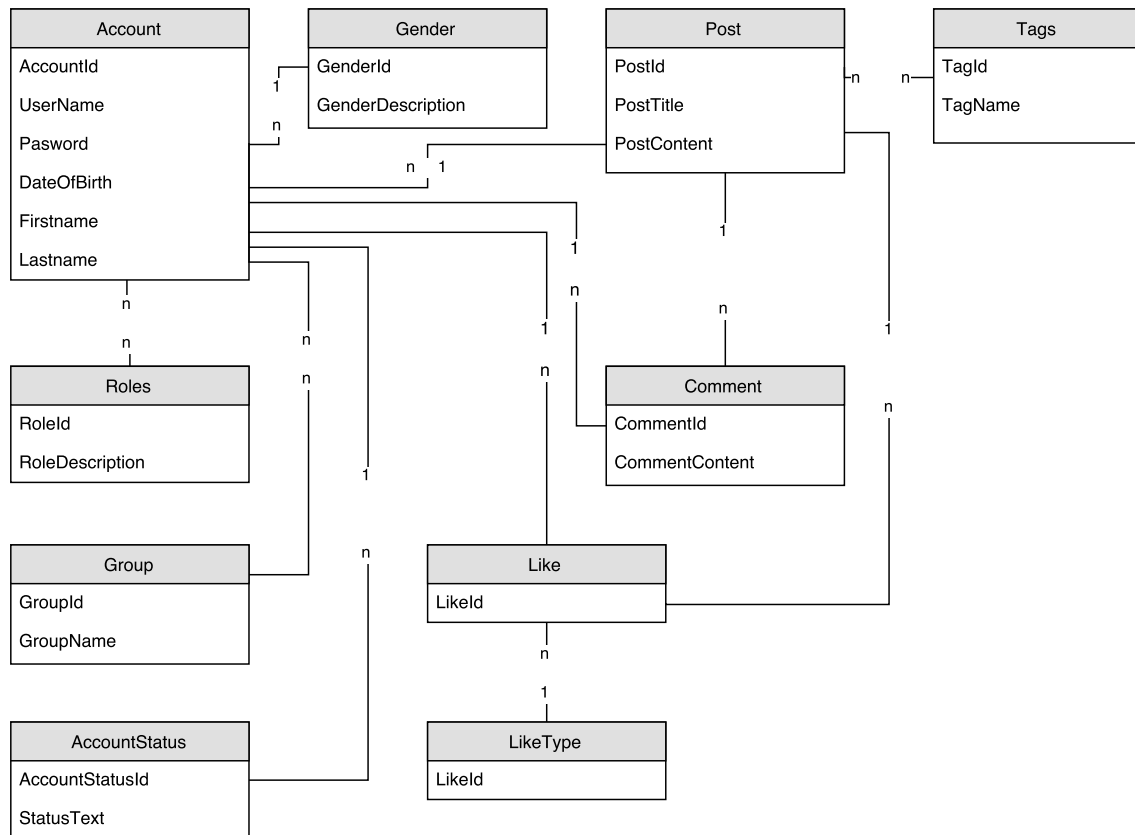 Account
AccountId
UserName
Pasword
DateOfBirth
Firstname
Lastname
Gender
GenderId
GenderDescription
Post
PostId
PostTitle
PostContent
Tags
TagId
TagName
1
n
n 1
n n
1
n
1
n
1
n
1
n
n
n
n
n
1
n
Roles
RoleId
RoleDescription
Comment
CommentId
CommentContent
Group
GroupId
GroupName
Like
LikeId
n
1
AccountStatus
AccountStatusId
StatusText
LikeType
LikeId